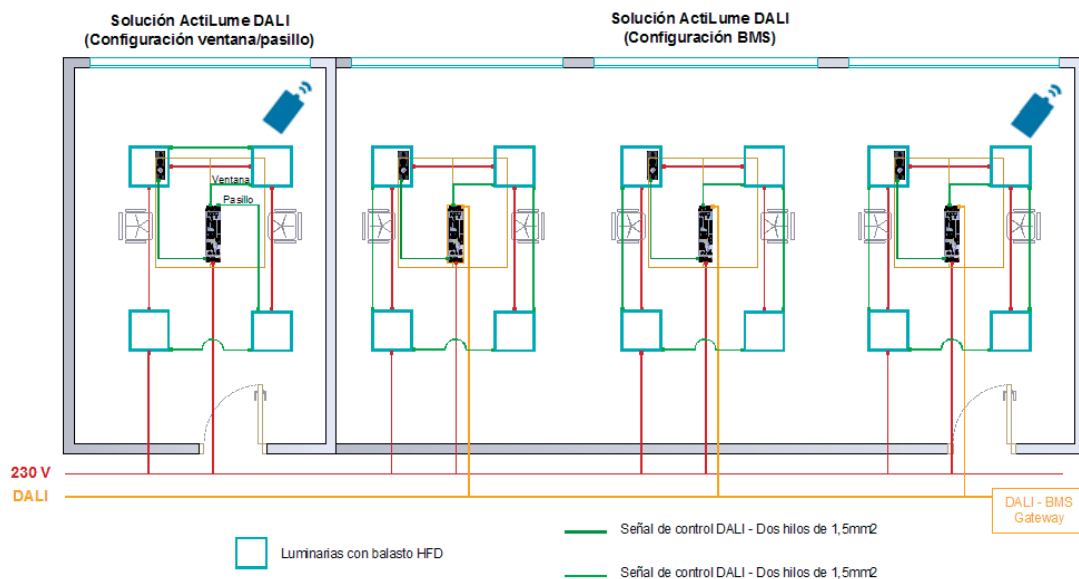 Solución ActiLume DALI
(Configuración ventana/pasillo)
Solución ActiLume DALI
(Configuración BMS)
Ventana
Pasillo
230 V
DALI
DALI - BMS
Gateway
Luminarias con balasto HFD
Señal de control DALI - Dos hilos de 1,5mm2
Señal de control DALI - Dos hilos de 1,5mm2